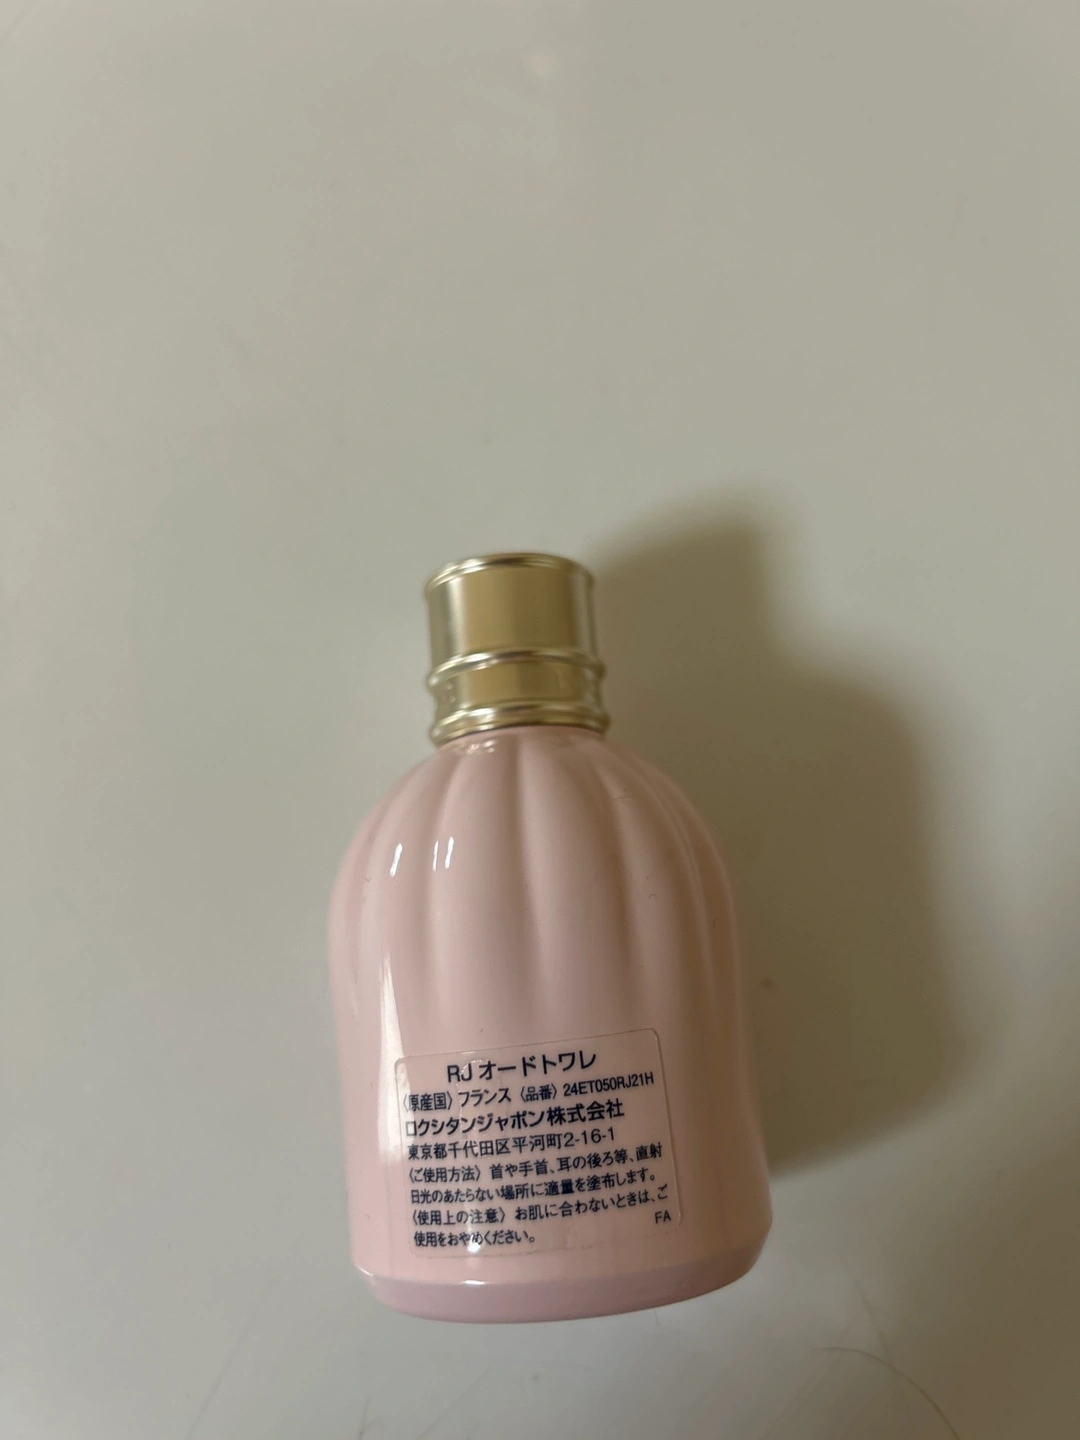 RJ オードトワレ
〈原産国〉フランス〈品番〉24ET050RJ21H
ロクシタンジャポン株式会社
東京都千代田区平河町2-16-1
〈ご使用方法〉首や手首、耳の後ろ等、直射
日光のあたらない場所に適量を塗布します。
〈使用上の注意〉お肌に合わないときは、ご
使用をおやめください。
FA